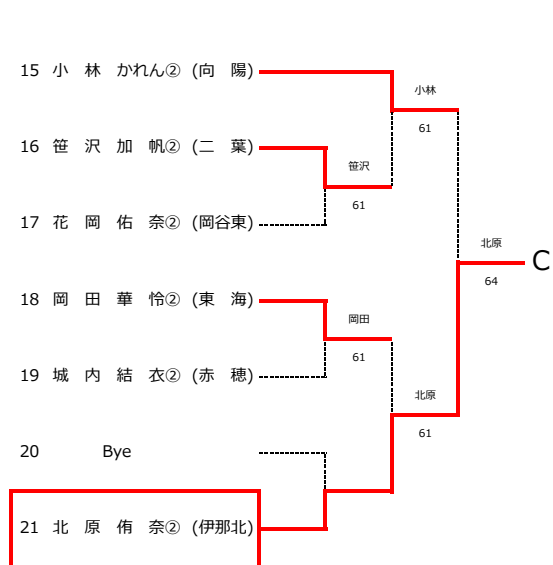 15 小 林 かれん② (向 陽)
小林
61
16 笹 沢 加 帆② (二 葉)
笹沢
61
17 花 岡 佑 奈② (岡谷東)
北原
C
64
18 岡 田 華 怜② (東 海)
岡田
61
19 城 内 結 衣② (赤 穂)
北原
61
20 Bye
21 北 原 侑 奈② (伊那北)